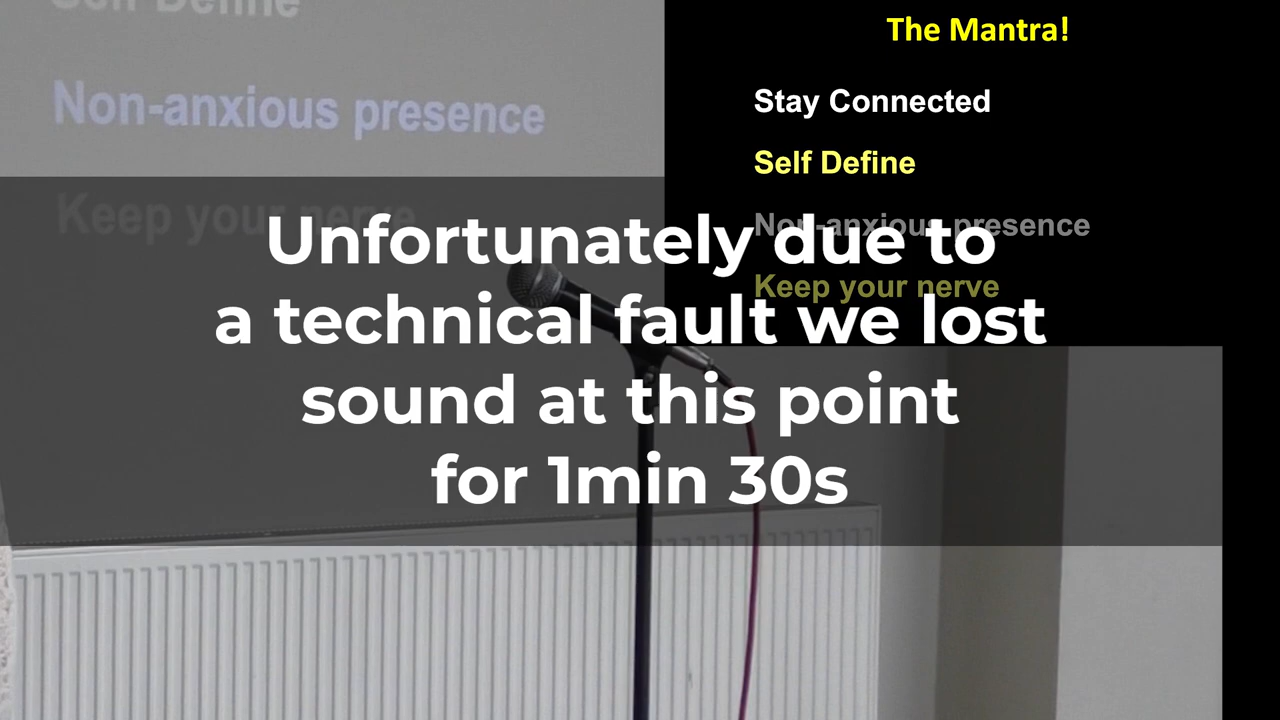 Self Define
Non-anxious presence
Keep your nerve
The Mantra!
Stay Connected
Self Define
Non-anxious presence
Keep your nerve
Unfortunately due to
a technical fault we lost
sound at this point
for 1min 30s